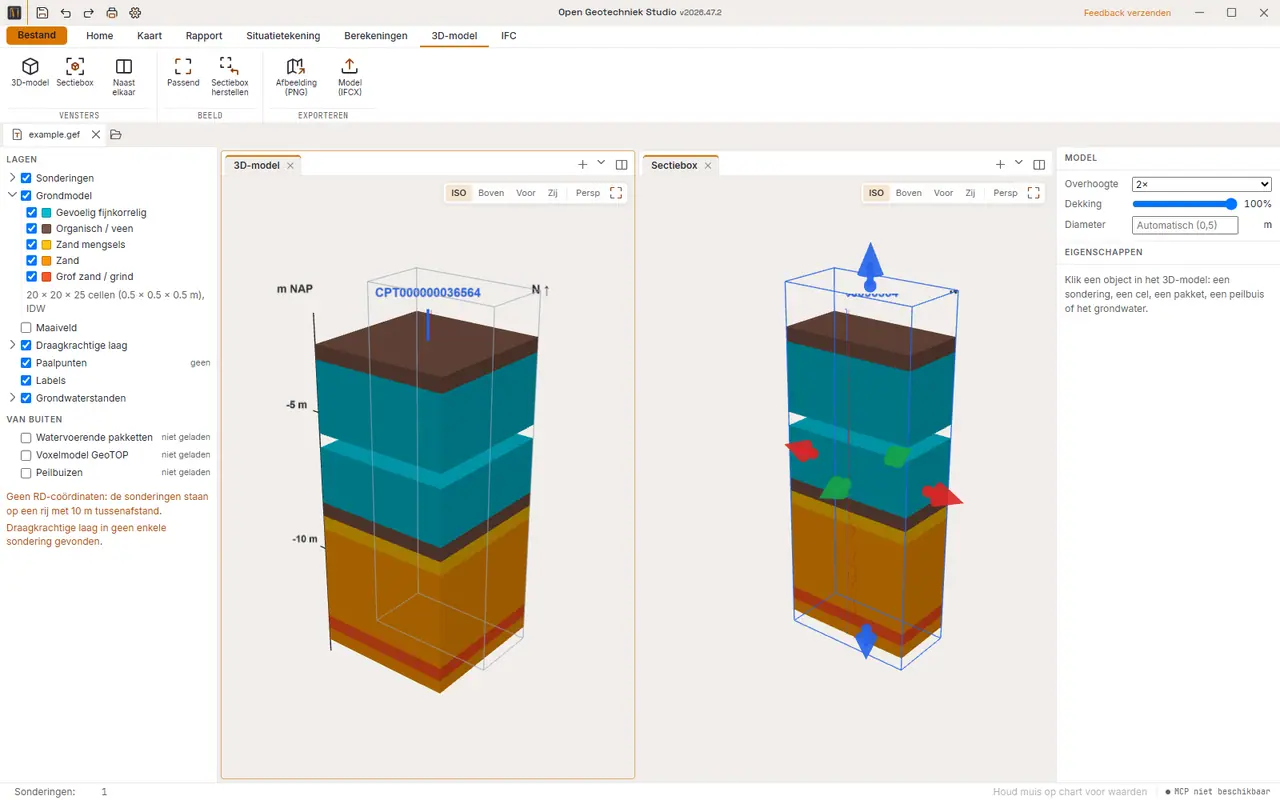 Open Geotechniek Studio v2026.47.2
Feedback verzenden
Bestand
Home
Kaart
Rapport
Situatietekening
Berekeningen
3D-model
IFC
3D-model
Sectiebox
Naast
elkaar
Passend
Sectiebox
herstellen
Afbeelding
(PNG)
Model
(IFCX)
VENSTERS
BEELD
EXPORTEREN
example.gef
LAGEN
Sonderingen
Grondmodel
Gevoelig fijnkorrelig
Organisch / veen
Zand mengsels
Zand
Grof zand / grind
20 × 20 × 25 cellen (0.5 × 0.5 × 0.5 m),
IDW
Maaiveld
Draagkrachtige laag
Paalpunten geen
Labels
Grondwaterstanden
VAN BUITEN
Watervoerende pakketten niet geladen
Voxelmodel GeoTOP niet geladen
Peilbuizen niet geladen
Geen RD-coördinaten: de sonderingen staan
op een rij met 10 m tussenafstand.
Draagkrachtige laag in geen enkele
sondering gevonden.
3D-model
ISO Boven Voor Zij Persp
m NAP
CPT000000036564
N ↑
-5 m
-10 m
Sectiebox
ISO Boven Voor Zij Persp
MODEL
Overhoogte 2×
Dekking 100%
Diameter Automatisch (0,5) m
EIGENSCHAPPEN
Klik een object in het 3D-model: een
sondering, een cel, een pakket, een peilbuis
of het grondwater.
Sonderingen: 1
Houd muis op chart voor waarden
MCP niet beschikbaar